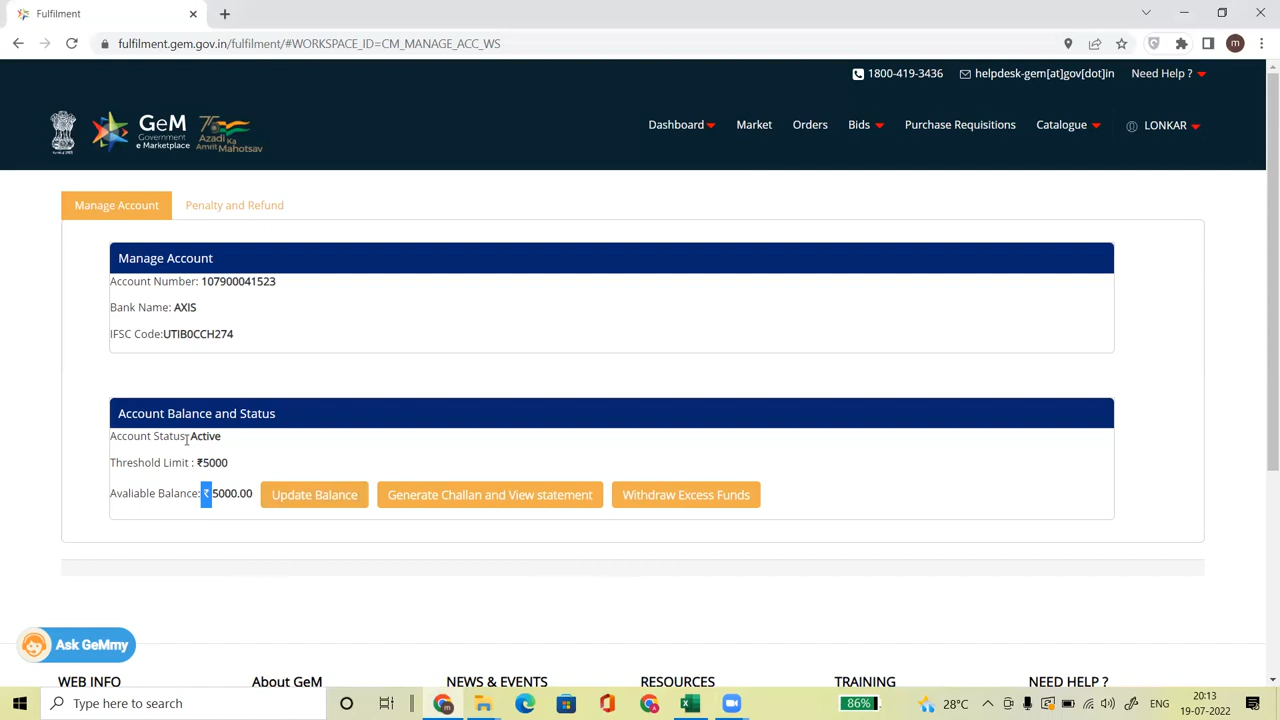 Fulfilment
fulfilment.gem.gov.in/fulfilment/#WORKSPACE_ID=CM_MANAGE_ACC_WS
m
1800-419-3436 helpdesk-gem[at]gov[dot]in Need Help ?
GeM
Government
e Marketplace
75
Azadi
Ka
Amrit Mahotsav
Dashboard Market Orders Bids Purchase Requisitions Catalogue LONKAR
Manage Account Penalty and Refund
Manage Account
Account Number: 107900041523
Bank Name: AXIS
IFSC Code:UTIB0CCH274
Account Balance and Status
Account Status: Active
Threshold Limit : ₹5000
Avaliable Balance: ₹ 5000.00 Update Balance Generate Challan and View statement Withdraw Excess Funds
Ask GeMmy
WEB INFO About GeM NEWS & EVENTS RESOURCES TRAINING NEED HELP ?
Type here to search 86% 28°C ENG 20:13
19-07-2022